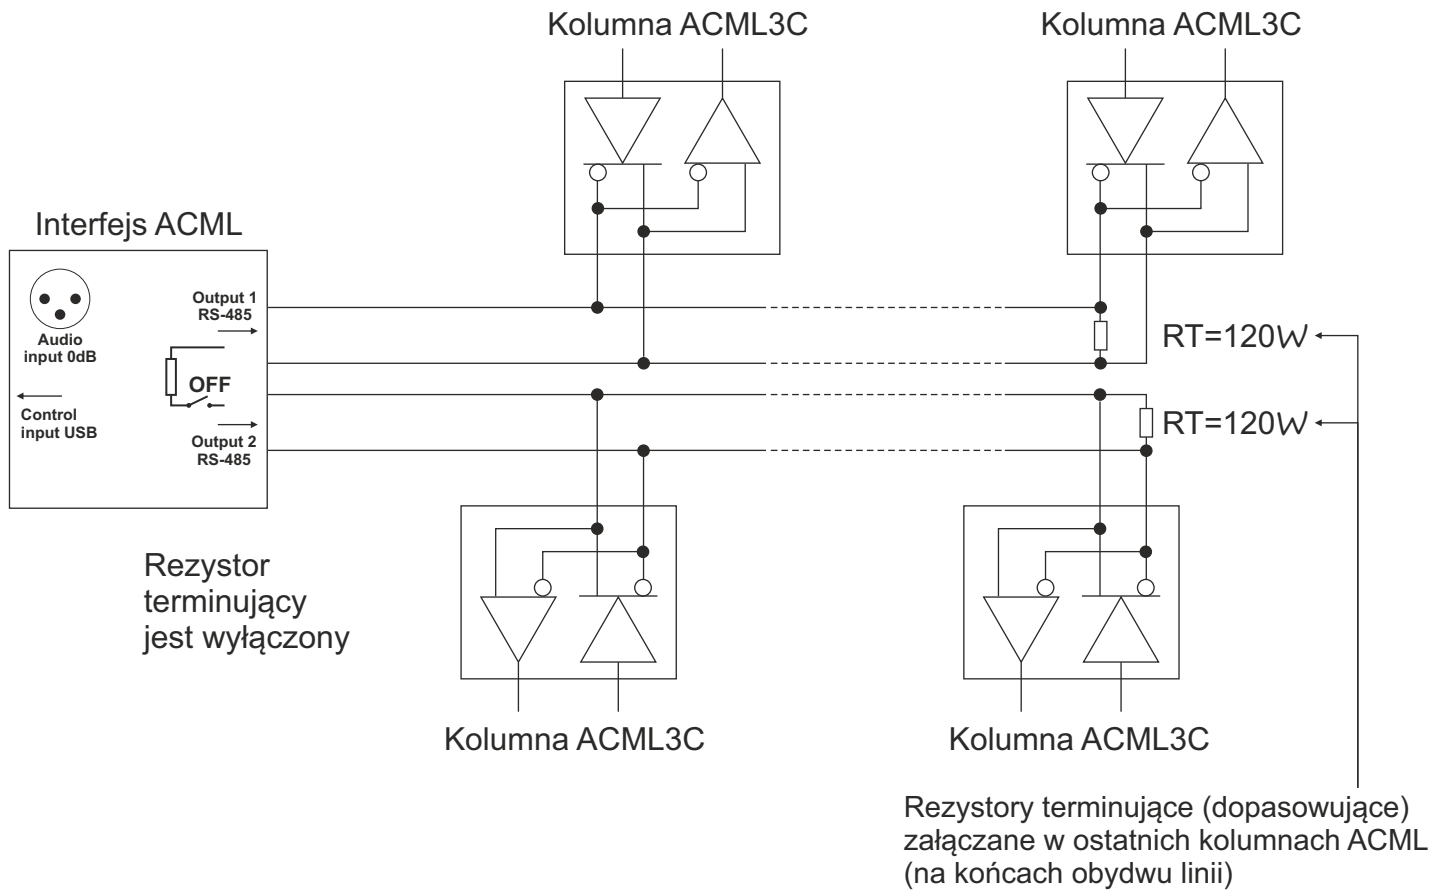 Kolumna ACML3C
Kolumna ACML3C
Interfejs ACML
Output 1
RS-485
Audio
input 0dB
OFF
Control
input USB
Output 2
RS-485
RT=120W
RT=120W
Rezystor
terminujący
jest wyłączony
Kolumna ACML3C
Kolumna ACML3C
Rezystory terminujące (dopasowujące)
załączane w ostatnich kolumnach ACML
(na końcach obydwu linii)